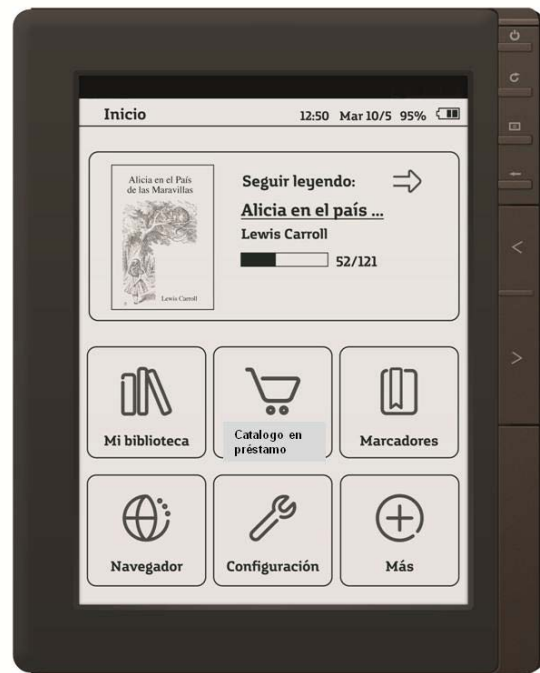 Inicio
12:50 Mar 10/5 95%
Alicia en el País
de las Maravillas
Lewis Carroll
Seguir leyendo:
Alicia en el país ...
Lewis Carroll
52/121
Mi biblioteca
Catalogo en
préstamo
Marcadores
Navegador
Configuración
Más